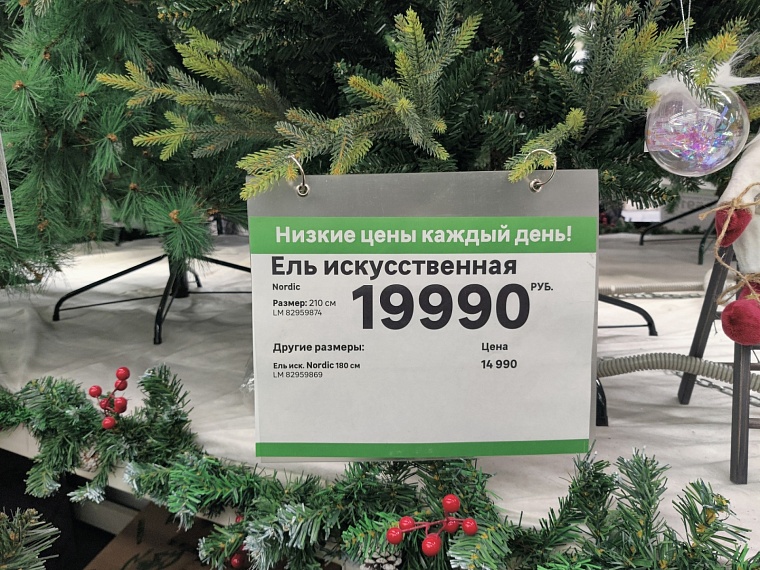 Низкие цены каждый день!
Ель искусственная
Nordic
Размер: 210 см
LM 82959874
19990 РУБ.
Другие размеры: Цена
Ель иск. Nordic 180 см 14 990
LM 82959869